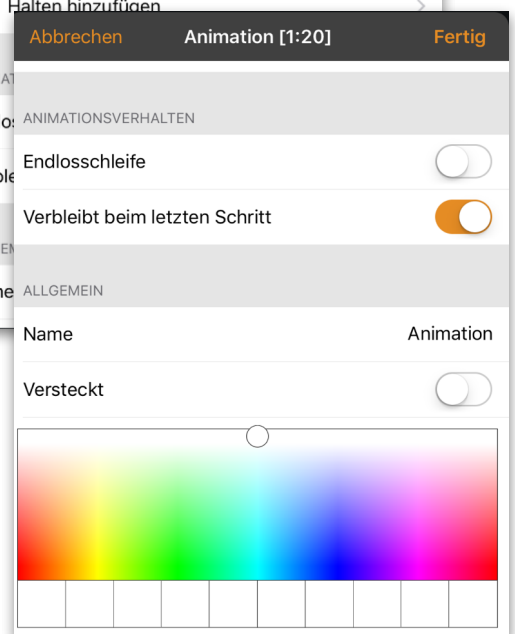 Halten hinzufügen
Abbrechen Animation [1:20] Fertig
ANIMATIONSVERHALTEN
Endlosschleife
Verbleibt beim letzten Schritt
ALLGEMEIN
Name Animation
Versteckt